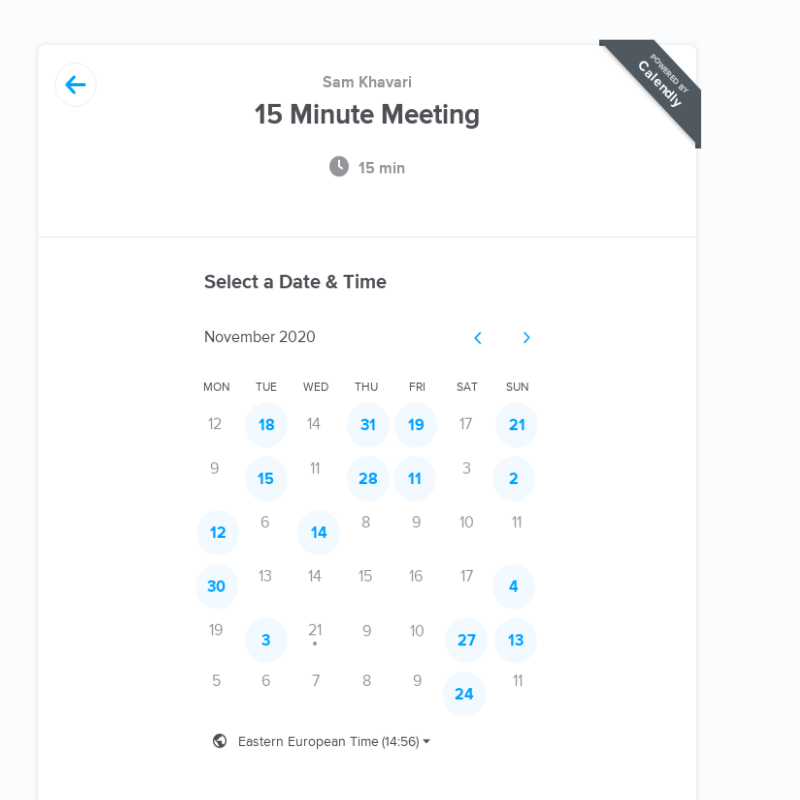 POWERED BY
Calendly
Sam Khavari
15 Minute Meeting
15 min
Select a Date & Time
November 2020
MON TUE WED THU FRI SAT SUN
12 18 14 31 19 17 21
9 15 11 28 11 3 2
12 6 14 8 9 10 11
30 13 14 15 16 17 4
19 3 21 9 10 27 13
5 6 7 8 9 24 11
Eastern European Time (14:56)